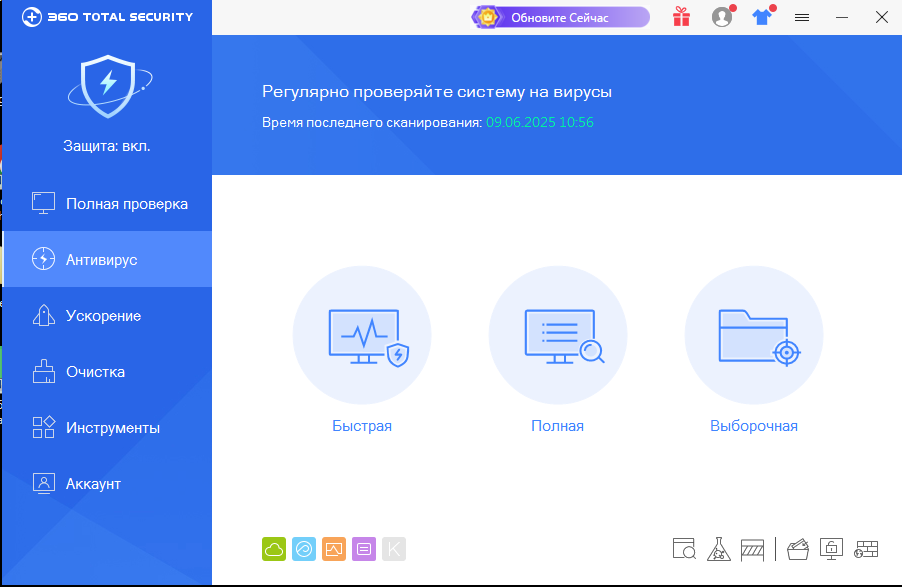 360 TOTAL SECURITY
Обновите Сейчас
Защита: вкл.
Полная проверка
Антивирус
Ускорение
Очистка
Инструменты
Аккаунт
Регулярно проверяйте систему на вирусы
Время последнего сканирования: 09.06.2025 10:56
Быстрая
Полная
Выборочная
K